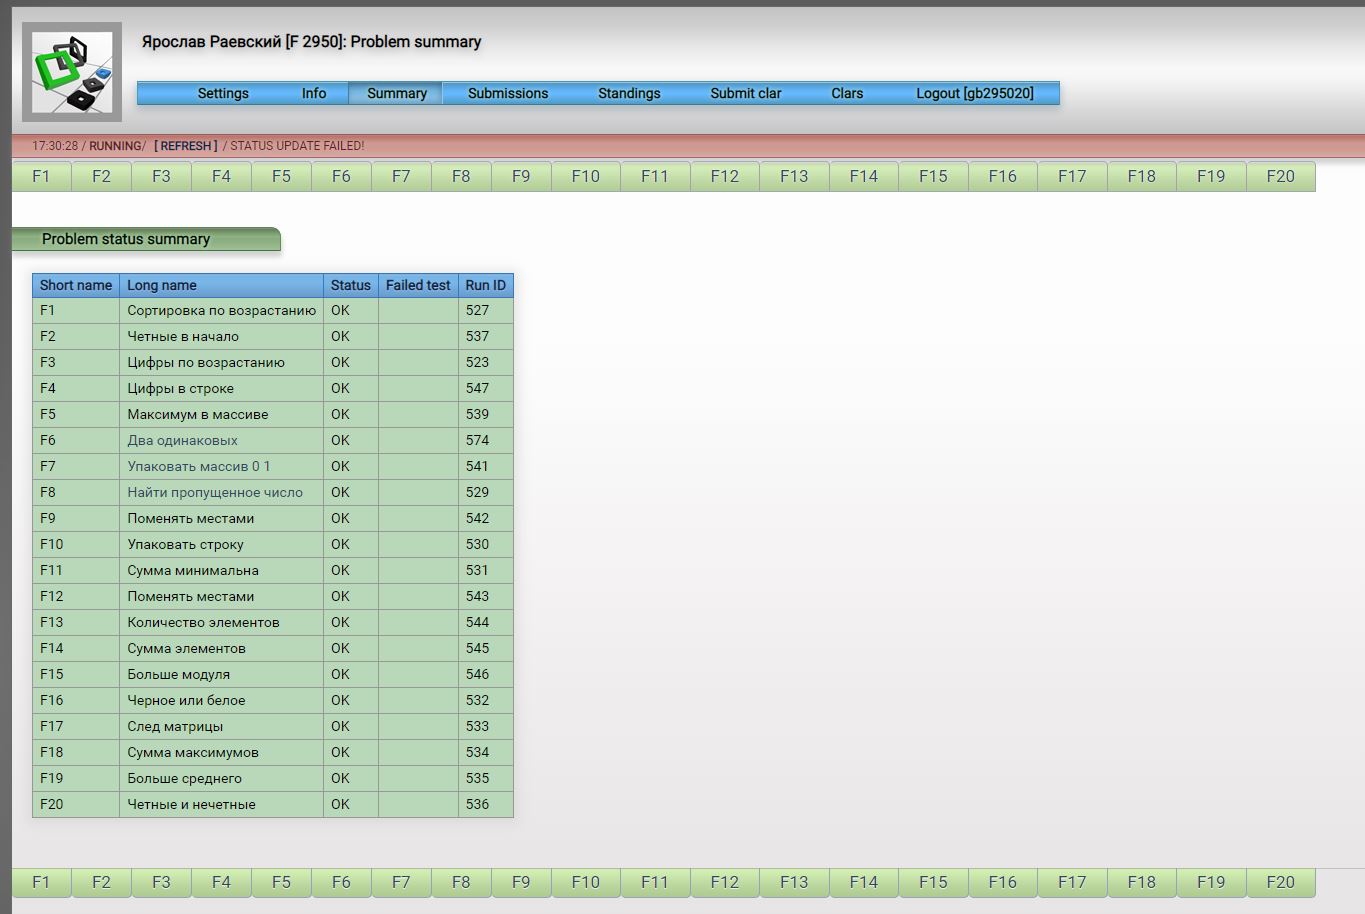 Ярослав Раевский [F 2950]: Problem summary
Settings Info Summary Submissions Standings Submit clar Clars Logout [gb295020]
17:30:28 / RUNNING/ [ REFRESH ] / STATUS UPDATE FAILED!
F1 F2 F3 F4 F5 F6 F7 F8 F9 F10 F11 F12 F13 F14 F15 F16 F17 F18 F19 F20
Problem status summary
Short name Long name Status Failed test Run ID
F1 Сортировка по возрастанию OK 527
F2 Четные в начало OK 537
F3 Цифры по возрастанию OK 523
F4 Цифры в строке OK 547
F5 Максимум в массиве OK 539
F6 Два одинаковых OK 574
F7 Упаковать массив 0 1 OK 541
F8 Найти пропущенное число OK 529
F9 Поменять местами OK 542
F10 Упаковать строку OK 530
F11 Сумма минимальна OK 531
F12 Поменять местами OK 543
F13 Количество элементов OK 544
F14 Сумма элементов OK 545
F15 Больше модуля OK 546
F16 Черное или белое OK 532
F17 След матрицы OK 533
F18 Сумма максимумов OK 534
F19 Больше среднего OK 535
F20 Четные и нечетные OK 536
F1 F2 F3 F4 F5 F6 F7 F8 F9 F10 F11 F12 F13 F14 F15 F16 F17 F18 F19 F20